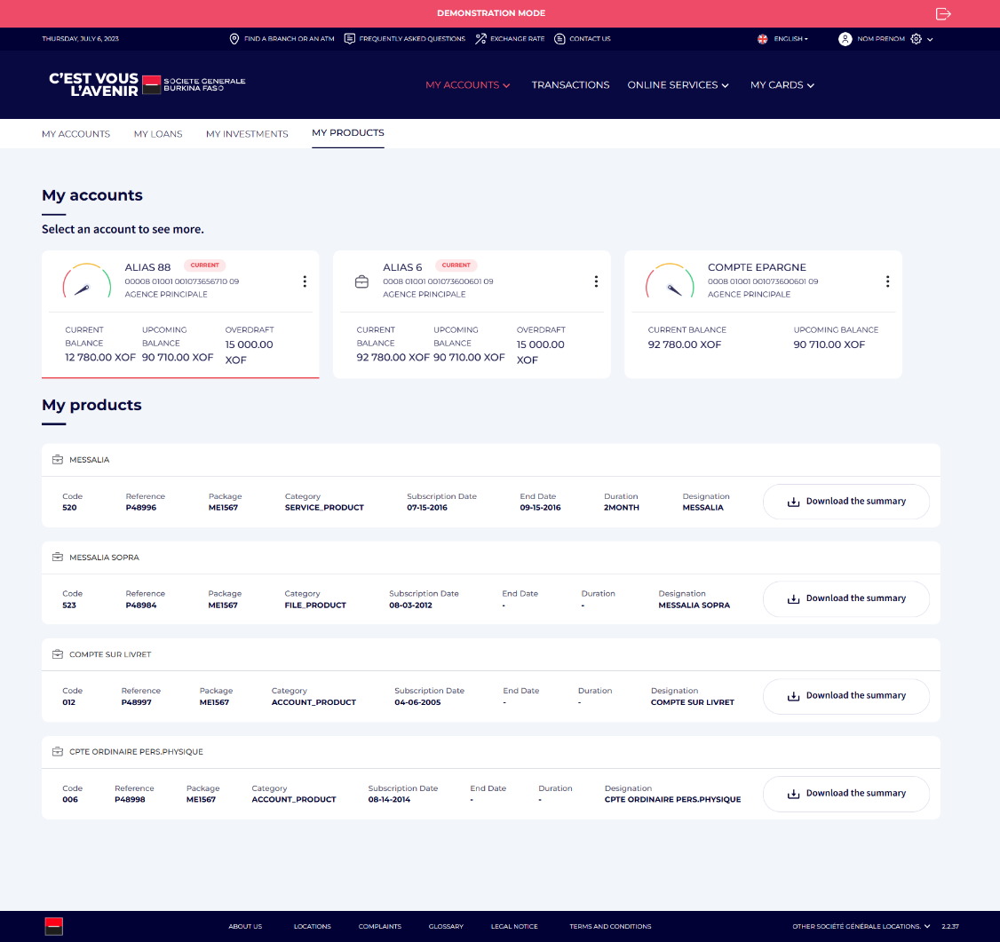 DEMONSTRATION MODE
THURSDAY, JULY 6, 2023 FIND A BRANCH OR AN ATM FREQUENTLY ASKED QUESTIONS EXCHANGE RATE CONTACT US ENGLISH NOM PRENOM
C'EST VOUS L'AVENIR SOCIETE GENERALE BURKINA FASO
MY ACCOUNTS TRANSACTIONS ONLINE SERVICES MY CARDS
MY ACCOUNTS MY LOANS MY INVESTMENTS MY PRODUCTS
My accounts
Select an account to see more.
ALIAS 88 CURRENT
00008 01001 001073656710 09
AGENCE PRINCIPALE
CURRENT BALANCE UPCOMING BALANCE OVERDRAFT
12 780.00 XOF 90 710.00 XOF 15 000.00 XOF
ALIAS 6 CURRENT
0008 01001 001073600601 09
AGENCE PRINCIPALE
CURRENT BALANCE UPCOMING BALANCE OVERDRAFT
92 780.00 XOF 90 710.00 XOF 15 000.00 XOF
COMPTE EPARGNE
0008 01001 001073600601 09
AGENCE PRINCIPALE
CURRENT BALANCE UPCOMING BALANCE
92 780.00 XOF 90 710.00 XOF
My products
MESSALIA
Code Reference Package Category Subscription Date End Date Duration Designation
520 P48996 ME1567 SERVICE_PRODUCT 07-15-2016 09-15-2016 2MONTH MESSALIA
Download the summary
MESSALIA SOPRA
Code Reference Package Category Subscription Date End Date Duration Designation
523 P48984 ME1567 FILE_PRODUCT 08-03-2012 - - MESSALIA SOPRA
Download the summary
COMPTE SUR LIVRET
Code Reference Package Category Subscription Date End Date Duration Designation
012 P48997 ME1567 ACCOUNT_PRODUCT 04-06-2005 - - COMPTE SUR LIVRET
Download the summary
CPTE ORDINAIRE PERS.PHYSIQUE
Code Reference Package Category Subscription Date End Date Duration Designation
006 P48998 ME1567 ACCOUNT_PRODUCT 08-14-2014 - - CPTE ORDINAIRE PERS.PHYSIQUE
Download the summary
ABOUT US LOCATIONS COMPLAINTS GLOSSARY LEGAL NOTICE TERMS AND CONDITIONS OTHER SOCIÉTÉ GÉNÉRALE LOCATIONS. 2.2.37